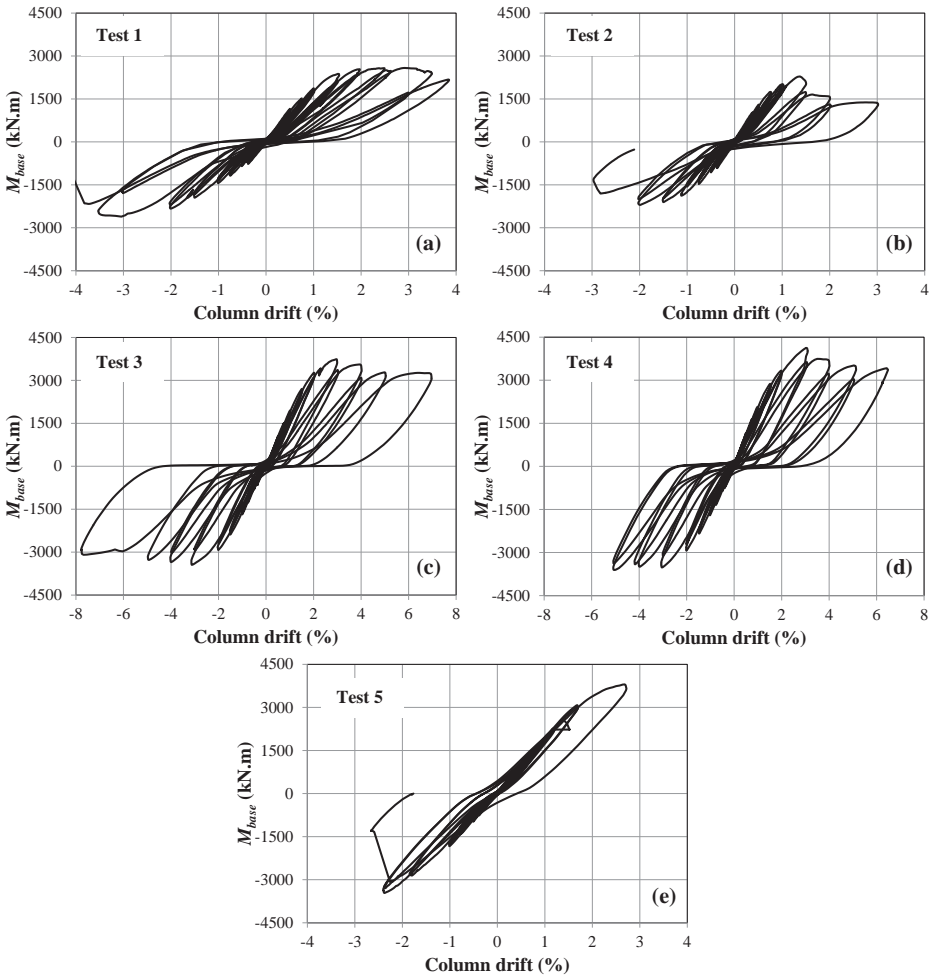 4500
3000
1500
0
-1500
-3000
-4500
M_base (kN.m)
Test 1
(a)
-4 -3 -2 -1 0 1 2 3 4
Column drift (%)
4500
3000
1500
0
-1500
-3000
-4500
M_base (kN.m)
Test 2
(b)
-4 -3 -2 -1 0 1 2 3 4
Column drift (%)
4500
3000
1500
0
-1500
-3000
-4500
M_base (kN.m)
Test 3
(c)
-8 -6 -4 -2 0 2 4 6 8
Column drift (%)
4500
3000
1500
0
-1500
-3000
-4500
M_base (kN.m)
Test 4
(d)
-8 -6 -4 -2 0 2 4 6 8
Column drift (%)
4500
3000
1500
0
-1500
-3000
-4500
M_base (kN.m)
Test 5
(e)
-4 -3 -2 -1 0 1 2 3 4
Column drift (%)